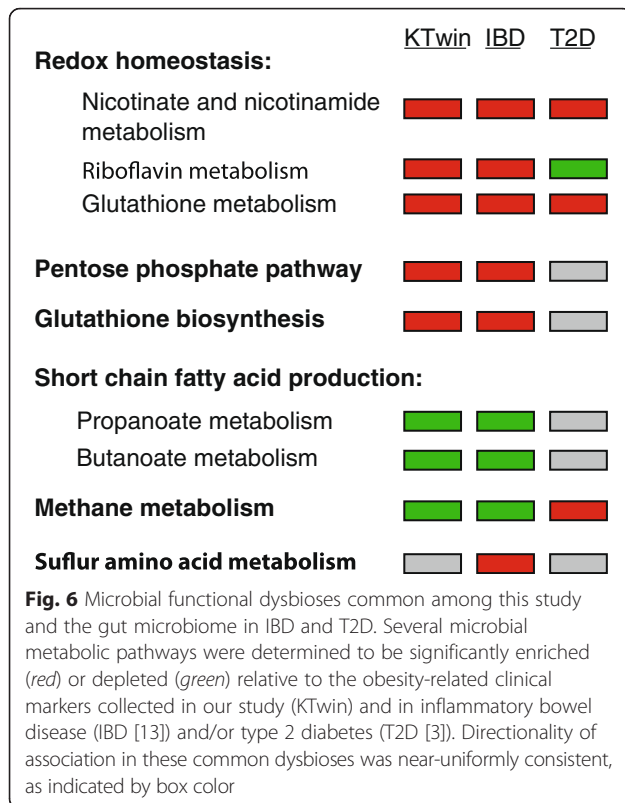 KTwin IBD T2D
Redox homeostasis:
Nicotinate and nicotinamide
metabolism
Riboflavin metabolism
Glutathione metabolism
Pentose phosphate pathway
Glutathione biosynthesis
Short chain fatty acid production:
Propanoate metabolism
Butanoate metabolism
Methane metabolism
Suflur amino acid metabolism
Fig. 6 Microbial functional dysbioses common among this study
and the gut microbiome in IBD and T2D. Several microbial
metabolic pathways were determined to be significantly enriched
(red) or depleted (green) relative to the obesity-related clinical
markers collected in our study (KTwin) and in inflammatory bowel
disease (IBD [13]) and/or type 2 diabetes (T2D [3]). Directionality of
association in these common dysbioses was near-uniformly consistent,
as indicated by box color